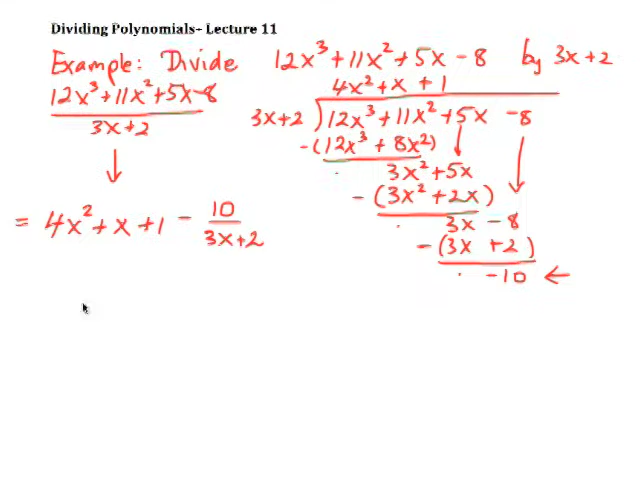 Dividing Polynomials- Lecture 11
Example: Divide 12x³ + 11x² + 5x - 8 by 3x + 2
12x³ + 11x² + 5x - 8
3x + 2
= 4x² + x + 1 - 10/(3x + 2)
4x² + x + 1
3x + 2 ) 12x³ + 11x² + 5x - 8
-(12x³ + 8x²)
3x² + 5x
-(3x² + 2x)
3x - 8
-(3x + 2)
-10 ←